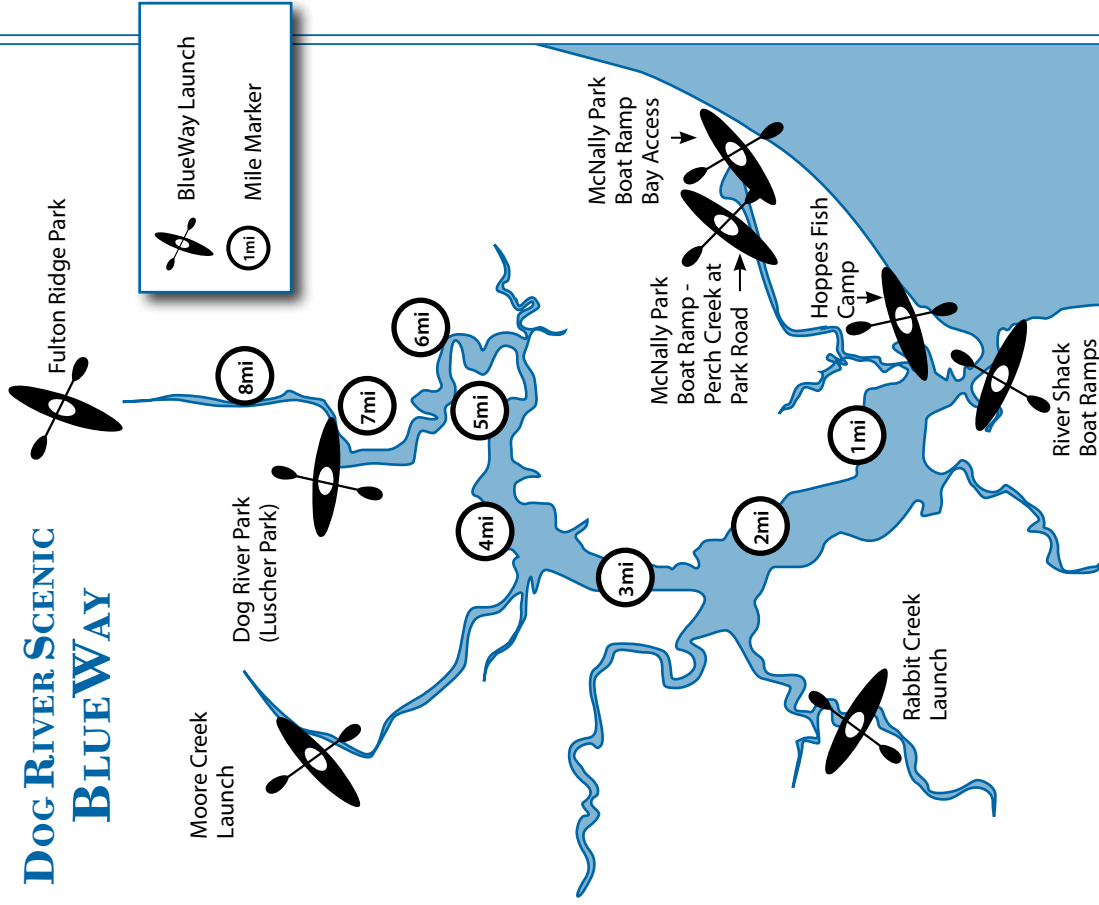 DOG RIVER SCENIC
BLUEWAY
BlueWay Launch
1mi
Mile Marker
Fulton Ridge Park
8mi
7mi
6mi
5mi
4mi
3mi
2mi
1mi
Dog River Park
(Luscher Park)
Moore Creek
Launch
Rabbit Creek
Launch
McNally Park
Boat Ramp
Bay Access
McNally Park
Boat Ramp -
Perch Creek at
Park Road
Hoppes Fish
Camp
River Shack
Boat Ramps